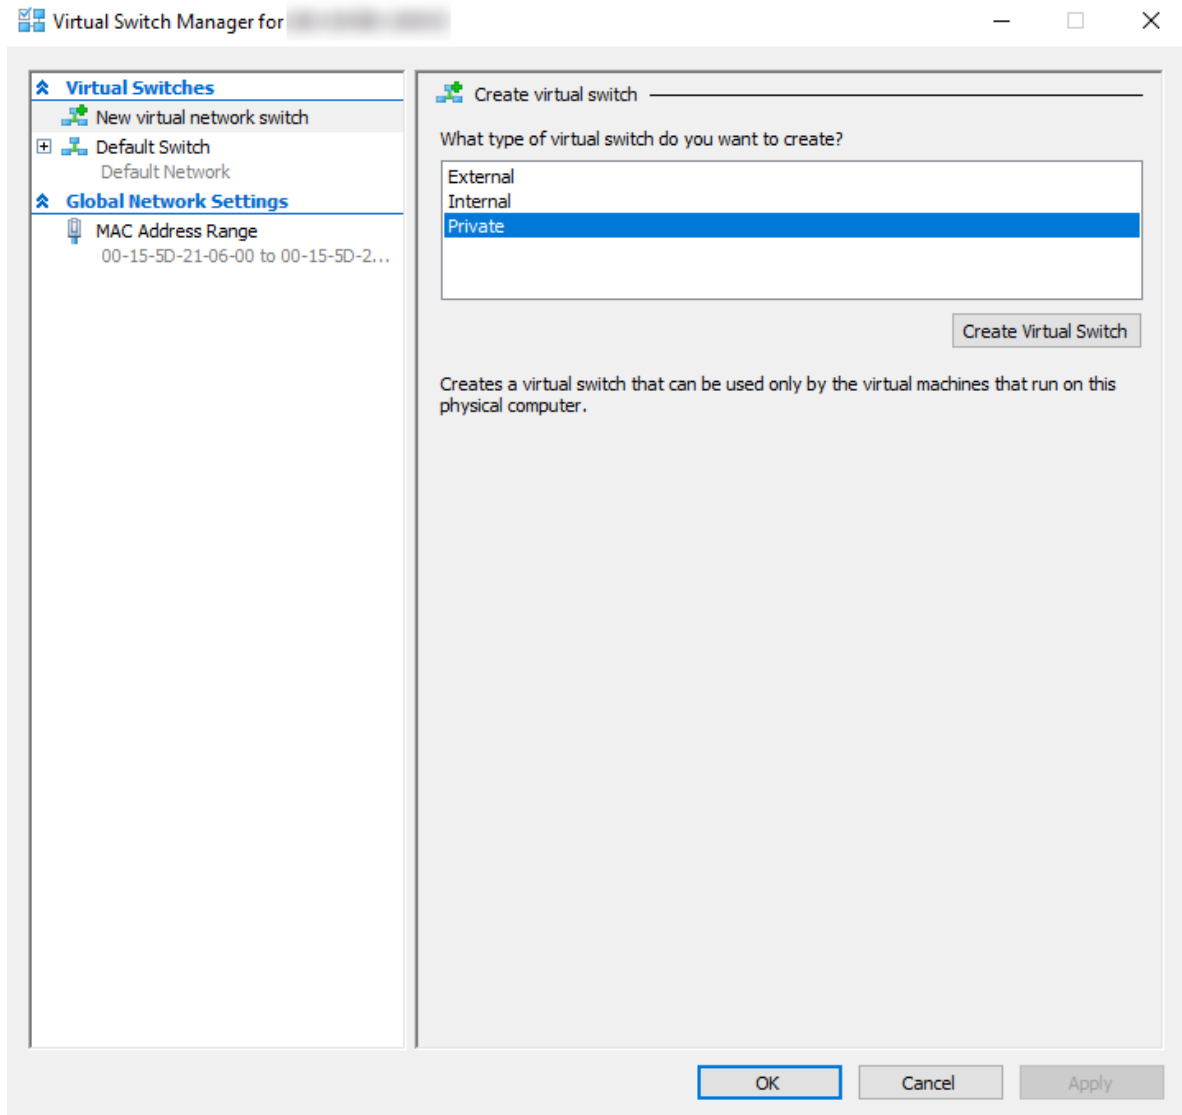 Virtual Switch Manager for
Virtual Switches
New virtual network switch
Default Switch
Default Network
Global Network Settings
MAC Address Range
00-15-5D-21-06-00 to 00-15-5D-2...
Create virtual switch
What type of virtual switch do you want to create?
External
Internal
Private
Create Virtual Switch
Creates a virtual switch that can be used only by the virtual machines that run on this
physical computer.
OK
Cancel
Apply